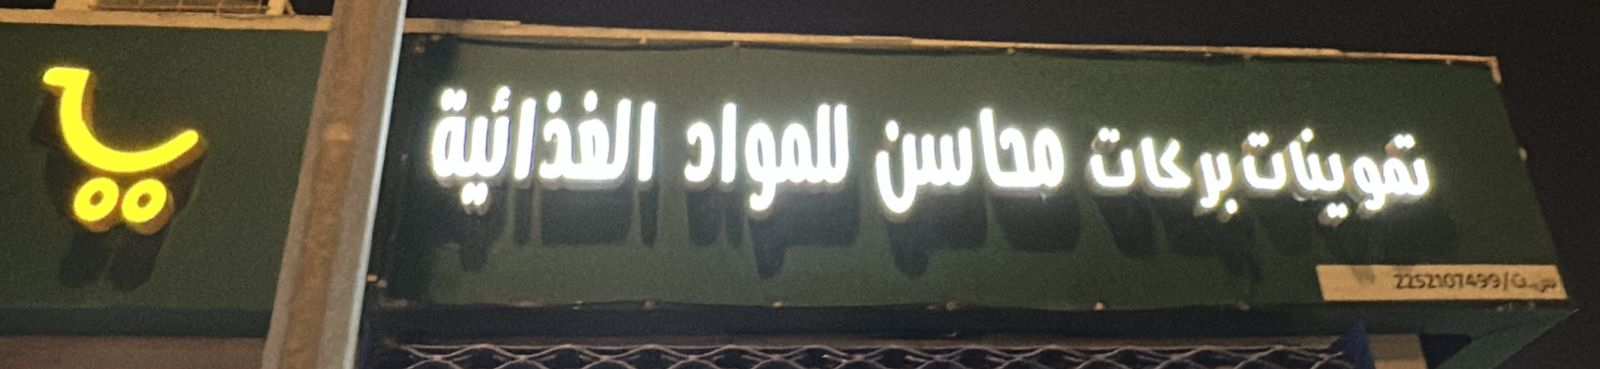 تموينات بركات محاسن للمواد الغذائية
س.ت/2252107499